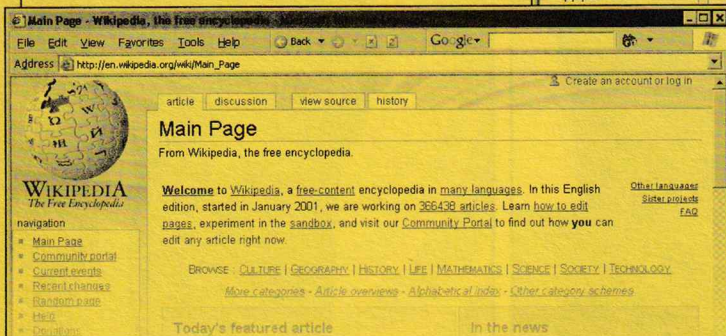 Main Page - Wikipedia, the free encyclopedia
File Edit View Favorites Tools Help Back Google
Address http://en.wikipedia.org/wiki/Main_Page
Create an account or log in
article discussion view source history
Main Page
From Wikipedia, the free encyclopedia.
WIKIPEDIA
The Free Encyclopedia
navigation
Main Page
Community portal
Current events
Recent changes
Random page
Help
Donations
Welcome to Wikipedia, a free-content encyclopedia in many languages. In this English
edition, started in January 2001, we are working on 366438 articles. Learn how to edit
pages, experiment in the sandbox, and visit our Community Portal to find out how you can
edit any article right now.
Other languages
Sister projects
FAQ
BROWSE : CULTURE | GEOGRAPHY | HISTORY | LIFE | MATHEMATICS | SCIENCE | SOCIETY | TECHNOLOGY
More categories - Article overviews - Alphabetical index - Other category schemes
Today's featured article
In the news